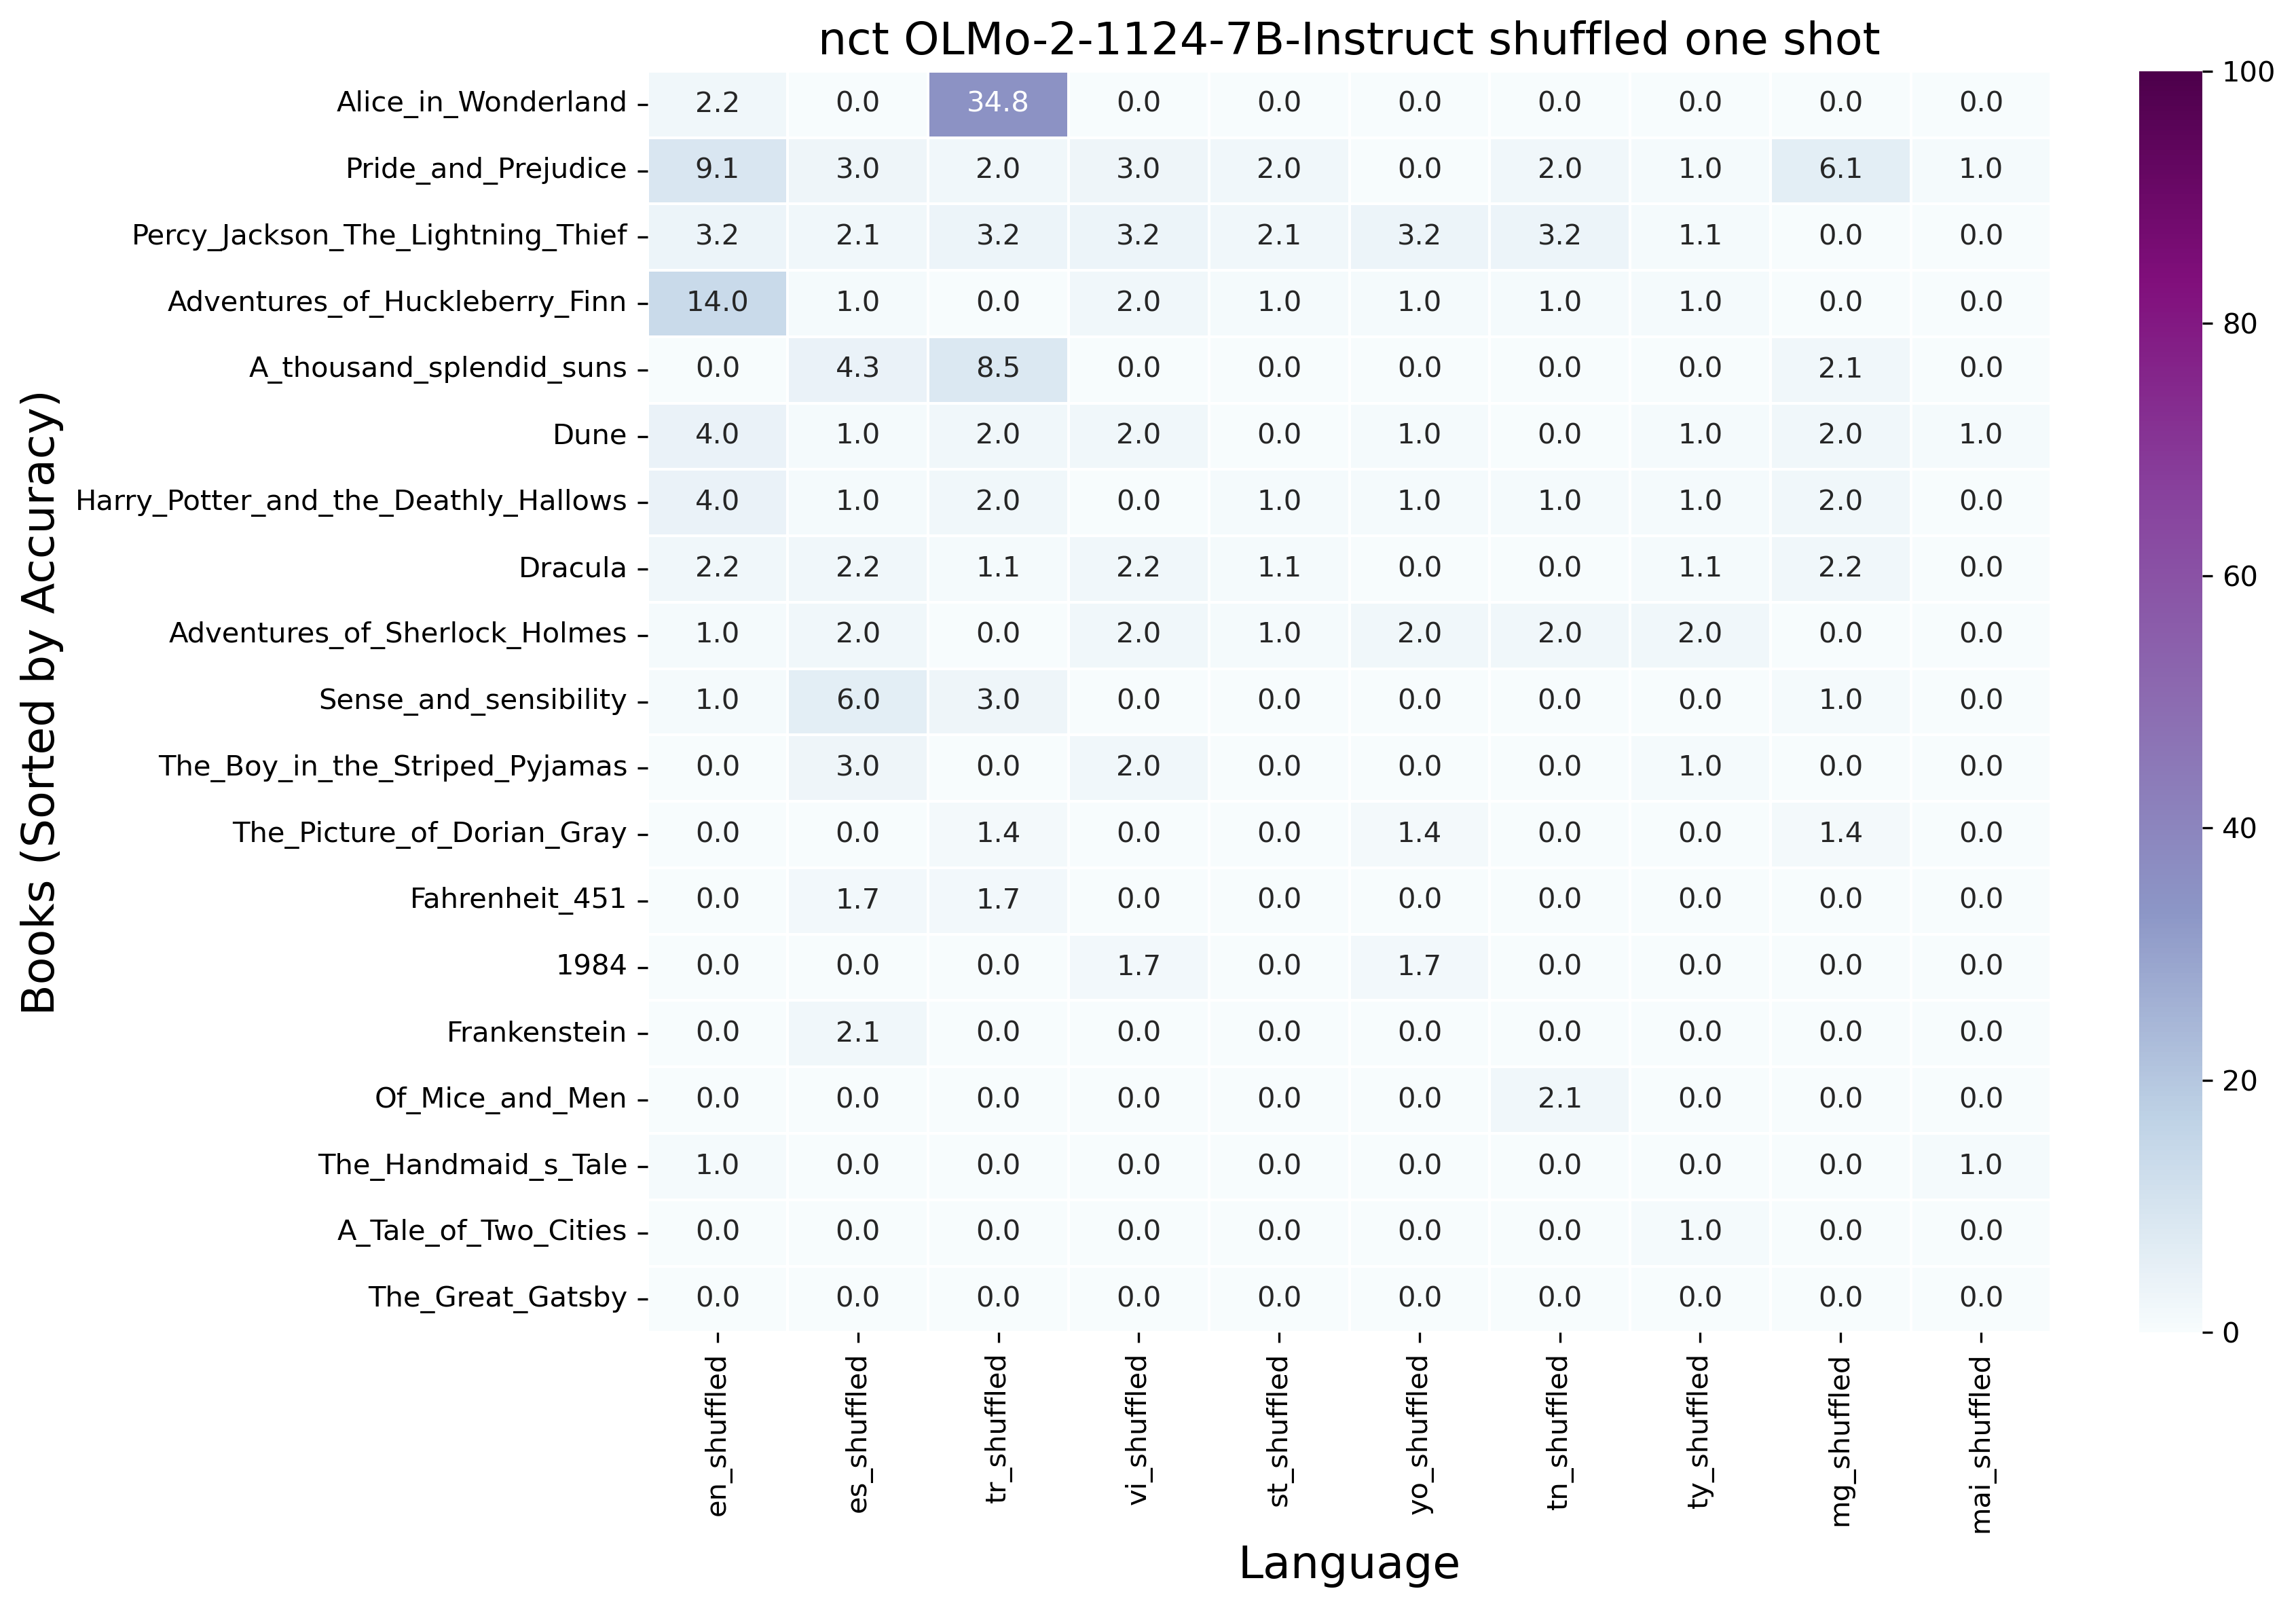 nct OLMo-2-1124-7B-Instruct shuffled one shot
Books (Sorted by Accuracy)
Alice_in_Wonderland 2.2 0.0 34.8 0.0 0.0 0.0 0.0 0.0 0.0 0.0
Pride_and_Prejudice 9.1 3.0 2.0 3.0 2.0 0.0 2.0 1.0 6.1 1.0
Percy_Jackson_The_Lightning_Thief 3.2 2.1 3.2 3.2 2.1 3.2 3.2 1.1 0.0 0.0
Adventures_of_Huckleberry_Finn 14.0 1.0 0.0 2.0 1.0 1.0 1.0 1.0 0.0 0.0
A_thousand_splendid_suns 0.0 4.3 8.5 0.0 0.0 0.0 0.0 0.0 2.1 0.0
Dune 4.0 1.0 2.0 2.0 0.0 1.0 0.0 1.0 2.0 1.0
Harry_Potter_and_the_Deathly_Hallows 4.0 1.0 2.0 0.0 1.0 1.0 1.0 1.0 2.0 0.0
Dracula 2.2 2.2 1.1 2.2 1.1 0.0 0.0 1.1 2.2 0.0
Adventures_of_Sherlock_Holmes 1.0 2.0 0.0 2.0 1.0 2.0 2.0 2.0 0.0 0.0
Sense_and_sensibility 1.0 6.0 3.0 0.0 0.0 0.0 0.0 0.0 1.0 0.0
The_Boy_in_the_Striped_Pyjamas 0.0 3.0 0.0 2.0 0.0 0.0 0.0 1.0 0.0 0.0
The_Picture_of_Dorian_Gray 0.0 0.0 1.4 0.0 0.0 1.4 0.0 0.0 1.4 0.0
Fahrenheit_451 0.0 1.7 1.7 0.0 0.0 0.0 0.0 0.0 0.0 0.0
1984 0.0 0.0 0.0 1.7 0.0 1.7 0.0 0.0 0.0 0.0
Frankenstein 0.0 2.1 0.0 0.0 0.0 0.0 0.0 0.0 0.0 0.0
Of_Mice_and_Men 0.0 0.0 0.0 0.0 0.0 0.0 2.1 0.0 0.0 0.0
The_Handmaid_s_Tale 1.0 0.0 0.0 0.0 0.0 0.0 0.0 0.0 0.0 1.0
A_Tale_of_Two_Cities 0.0 0.0 0.0 0.0 0.0 0.0 0.0 1.0 0.0 0.0
The_Great_Gatsby 0.0 0.0 0.0 0.0 0.0 0.0 0.0 0.0 0.0 0.0
en_shuffled es_shuffled tr_shuffled vi_shuffled st_shuffled yo_shuffled tn_shuffled ty_shuffled mg_shuffled mai_shuffled
Language
100
80
60
40
20
0